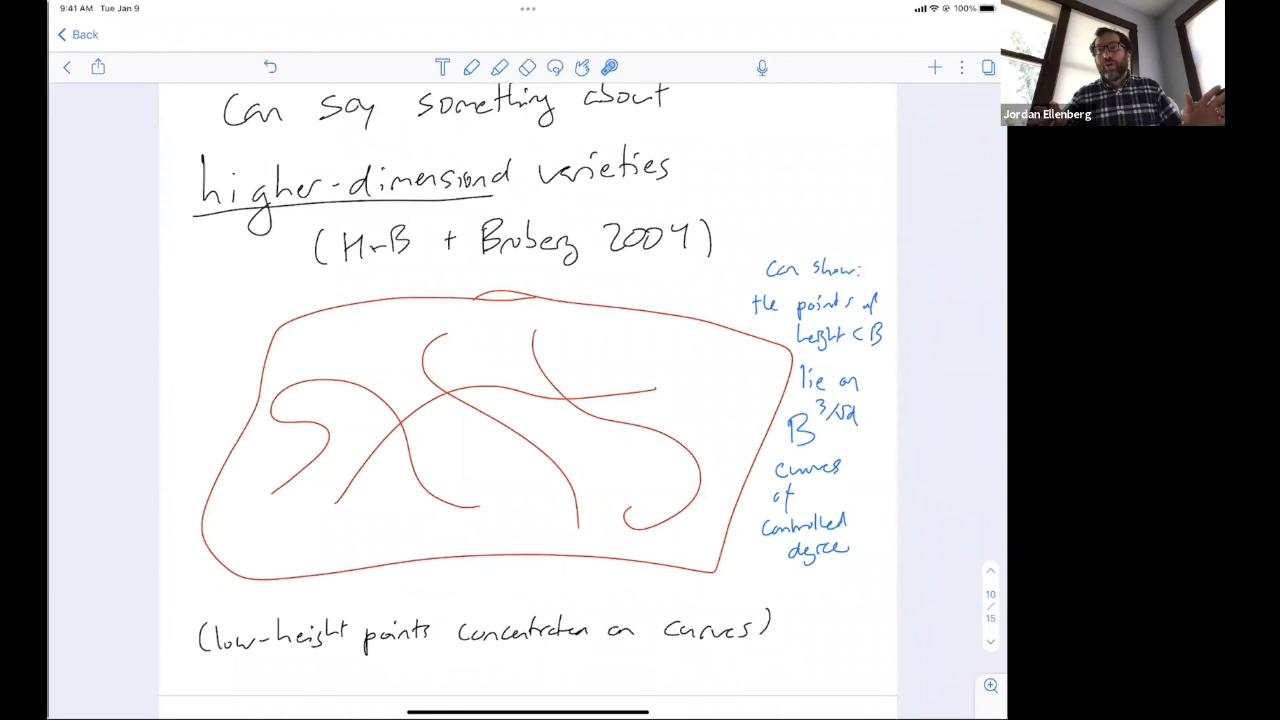 9:41 AM Tue Jan 9
100%
Back
Jordan Ellenberg
Can say something about
higher-dimensional varieties
(H-B + Broberg 2004)
Can show:
the points of
height < B
lie on
B^3/√d
curves
of
controlled
degree
(low-height points concentrated on curves)
10
/
15